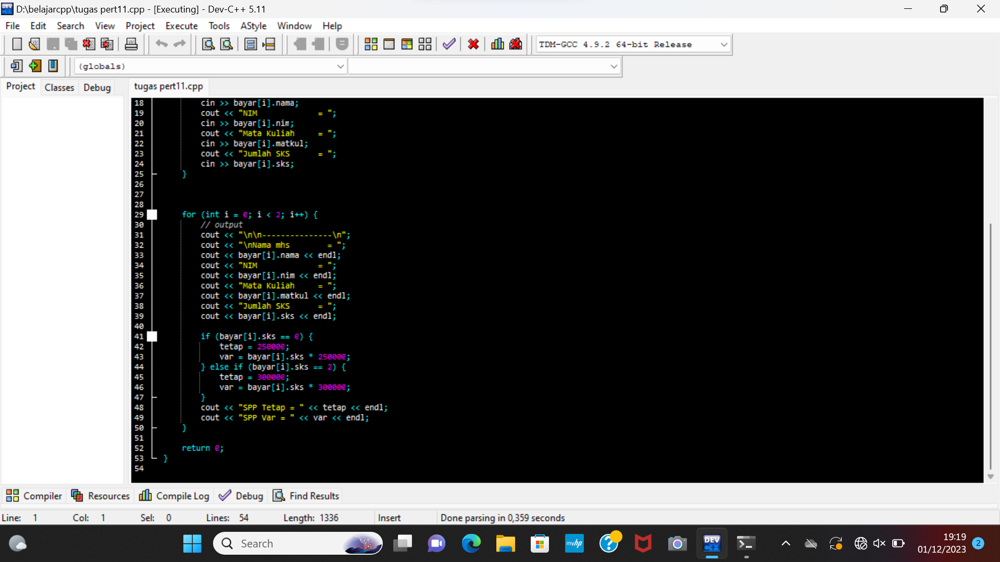 D:\belajarcpp\tugas pert11.cpp - [Executing] - Dev-C++ 5.11
File Edit Search View Project Execute Tools AStyle Window Help
TDM-GCC 4.9.2 64-bit Release
(globals)
Project Classes Debug
tugas pert11.cpp
18 cin >> bayar[i].nama;
19 cout << "NIM             = ";
20 cin >> bayar[i].nim;
21 cout << "Mata Kuliah     = ";
22 cin >> bayar[i].matkul;
23 cout << "Jumlah SKS      = ";
24 cin >> bayar[i].sks;
25 }
26
27
28
29 for (int i = 0; i < 2; i++) {
30 // output
31 cout << "\n\n---------------\n";
32 cout << "\nNama mhs        = ";
33 cout << bayar[i].nama << endl;
34 cout << "NIM             = ";
35 cout << bayar[i].nim << endl;
36 cout << "Mata Kuliah     = ";
37 cout << bayar[i].matkul << endl;
38 cout << "Jumlah SKS      = ";
39 cout << bayar[i].sks << endl;
40
41 if (bayar[i].sks == 0) {
42 tetap = 250000;
43 var = bayar[i].sks * 250000;
44 } else if (bayar[i].sks == 2) {
45 tetap = 300000;
46 var = bayar[i].sks * 300000;
47 }
48 cout << "SPP Tetap = " << tetap << endl;
49 cout << "SPP Var = " << var << endl;
50 }
51
52 return 0;
53 }
54
Compiler Resources Compile Log Debug Find Results
Line: 1 Col: 1 Sel: 0 Lines: 54 Length: 1336 Insert Done parsing in 0,359 seconds
Search
myhp
DEV C++
19:19
01/12/2023
2